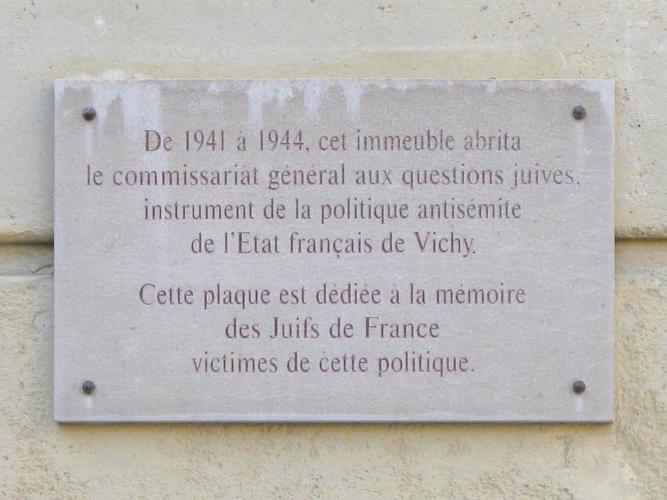 De 1941 à 1944, cet immeuble abrita
le commissariat général aux questions juives,
instrument de la politique antisémite
de l'Etat français de Vichy.
Cette plaque est dédiée à la mémoire
des Juifs de France
victimes de cette politique.